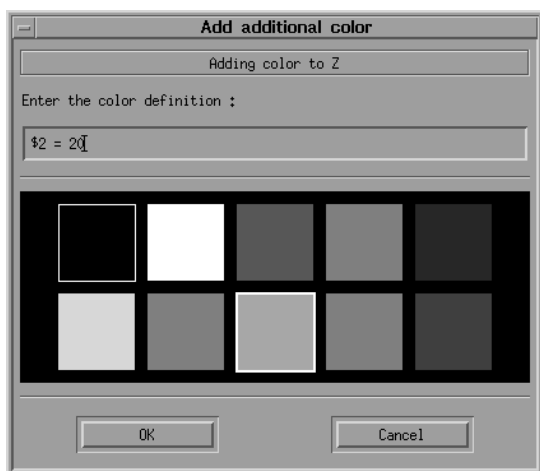 Add additional color
Adding color to Z
Enter the color definition :
$2 = 20
OK
Cancel